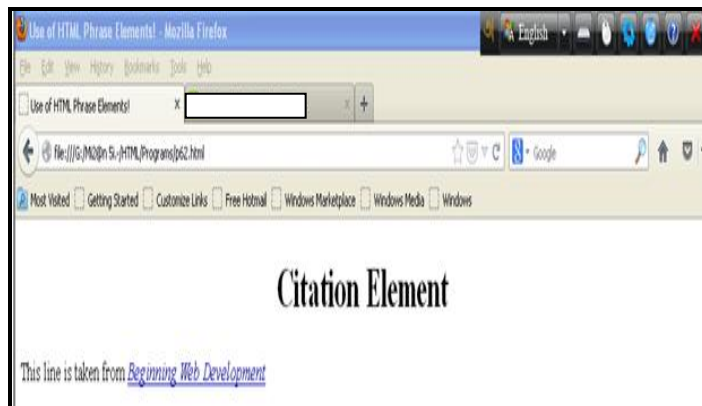 Use of HTML Phrase Elements! - Mozilla Firefox
English
File Edit View History Bookmarks Tools Help
Use of HTML Phrase Elements! x x +
Google
Most Visited Getting Started Customize Links Free Hotmail Windows Marketplace Windows Media Windows
Citation Element
This line is taken from Beginning Web Development